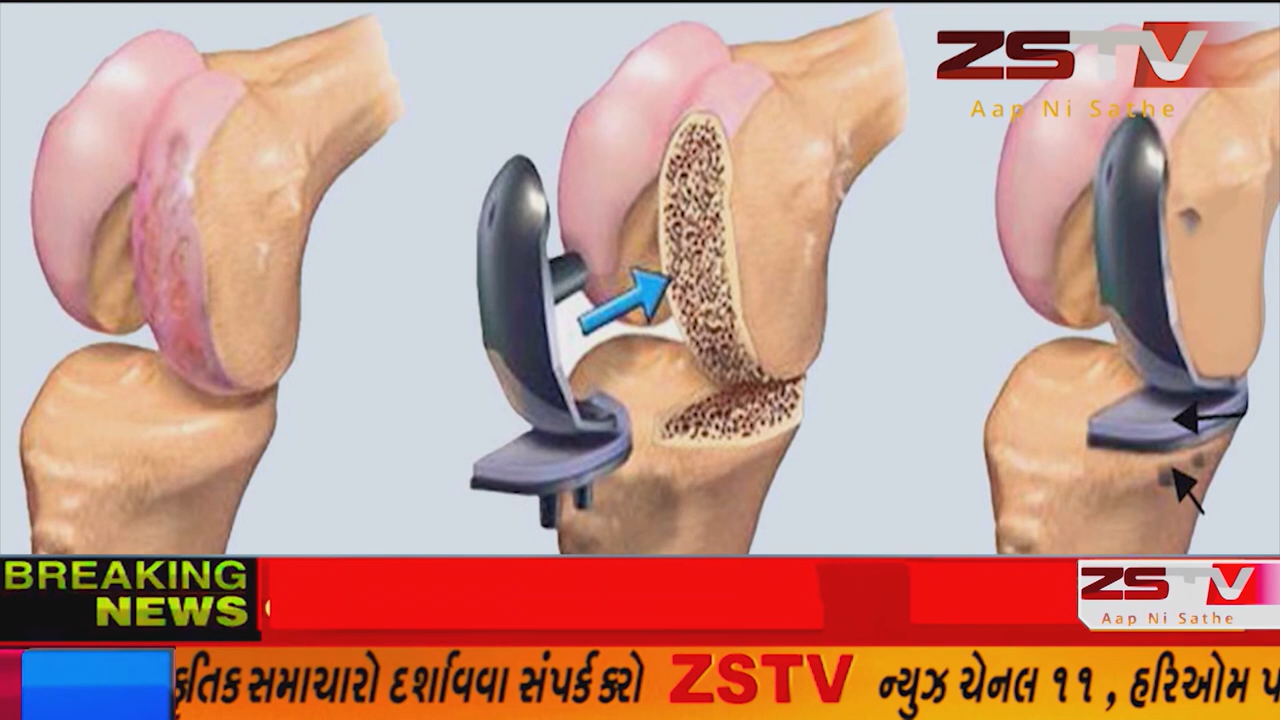 ZSTV
Aap Ni Sathe
BREAKING
NEWS
ZSTV
Aap Ni Sathe
સમાચારો દર્શાવવા સંપર્ક કરો ZSTV ન્યુઝ ચેનલ ૧૧ , હરિઓમ